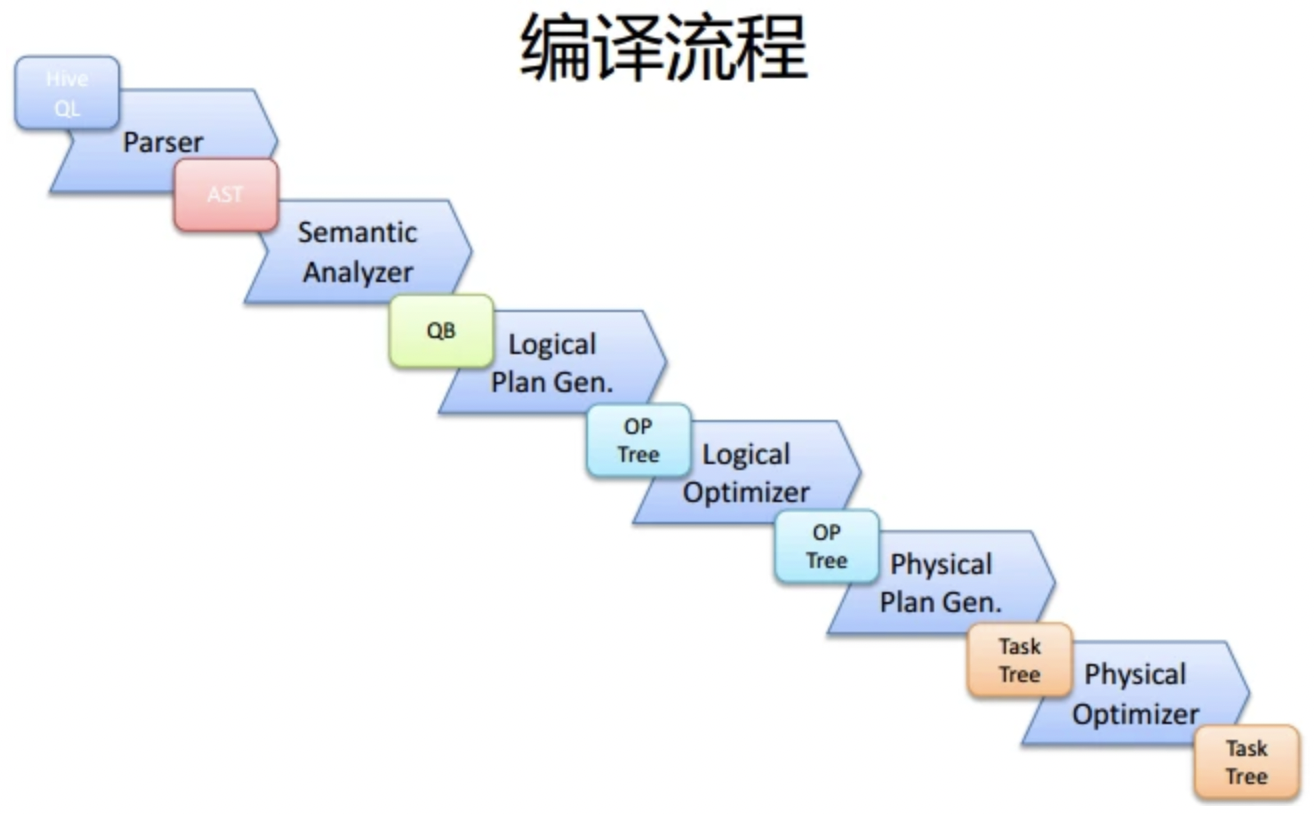 编译流程
Hive
QL
Parser
AST
Semantic
Analyzer
QB
Logical
Plan Gen.
OP
Tree
Logical
Optimizer
OP
Tree
Physical
Plan Gen.
Task
Tree
Physical
Optimizer
Task
Tree